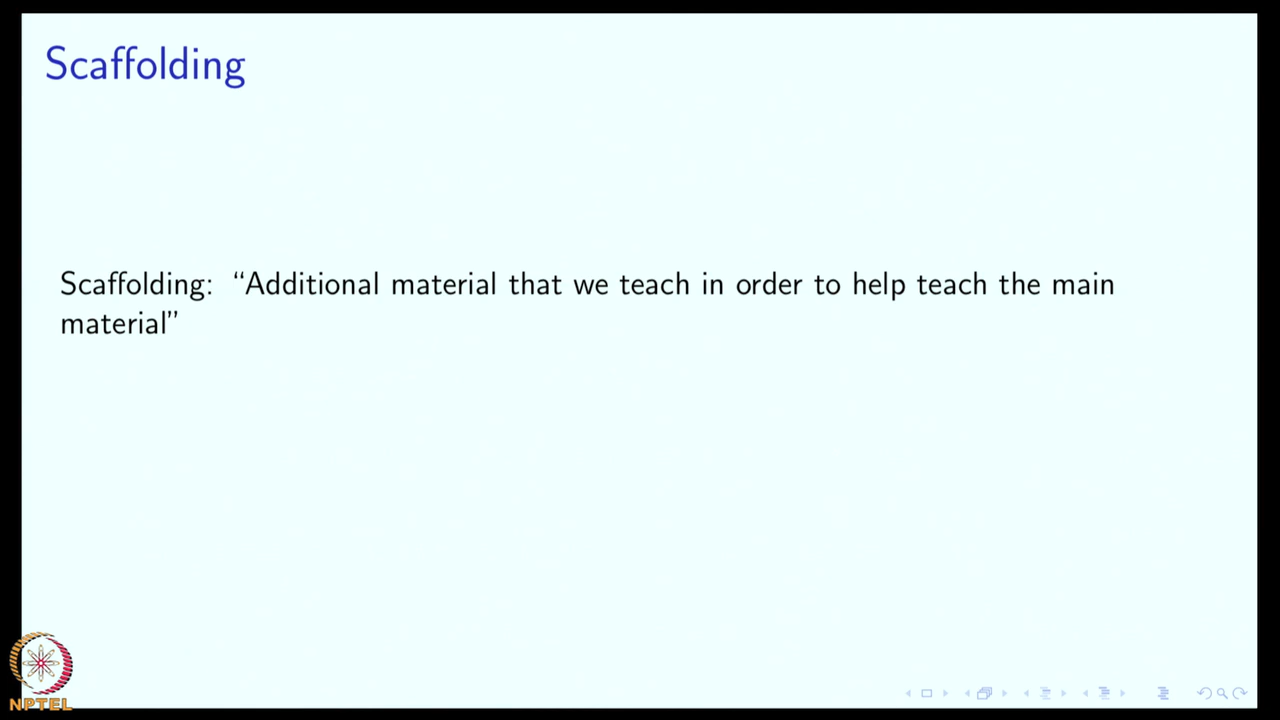 Scaffolding
Scaffolding: “Additional material that we teach in order to help teach the main
material”
NPTEL